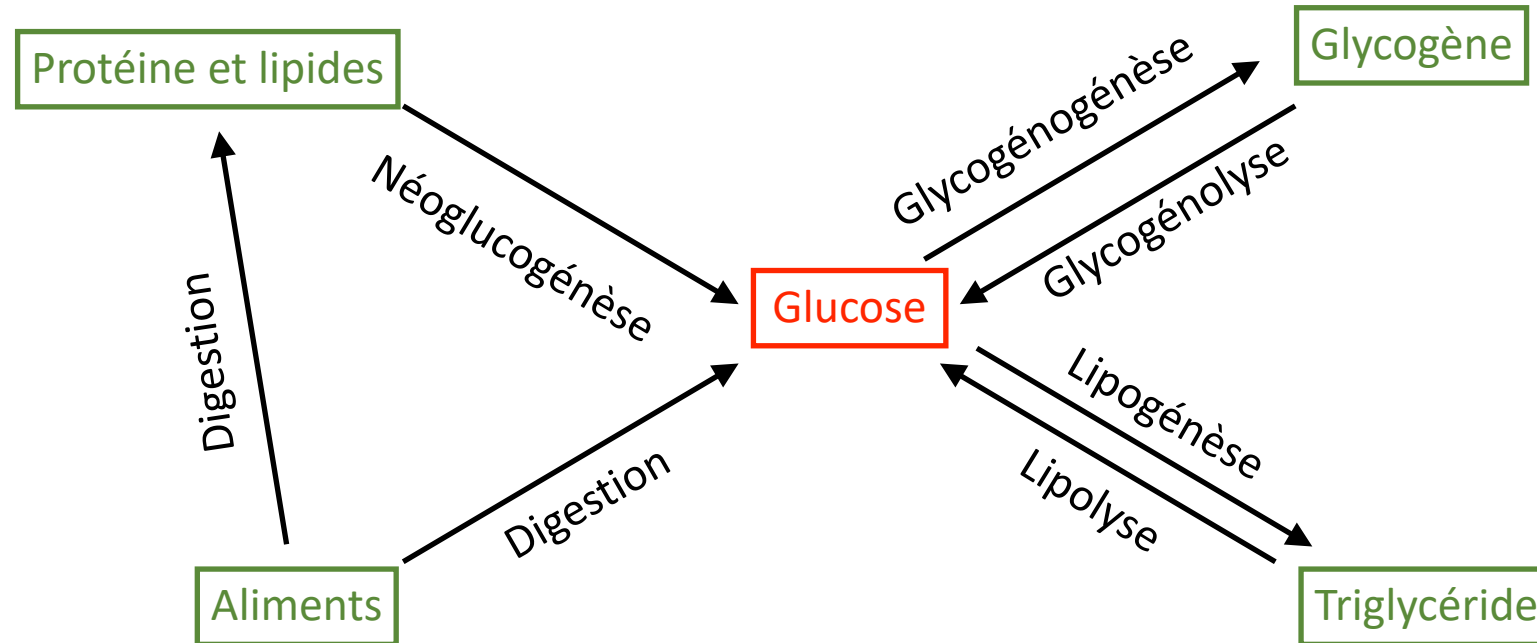 Protéine et lipides
Glycogène
Glycogénogénèse
Néoglucogénèse
Glycogénolyse
Glucose
Digestion
Lipogénèse
Digestion
Lipolyse
Aliments
Triglycéride